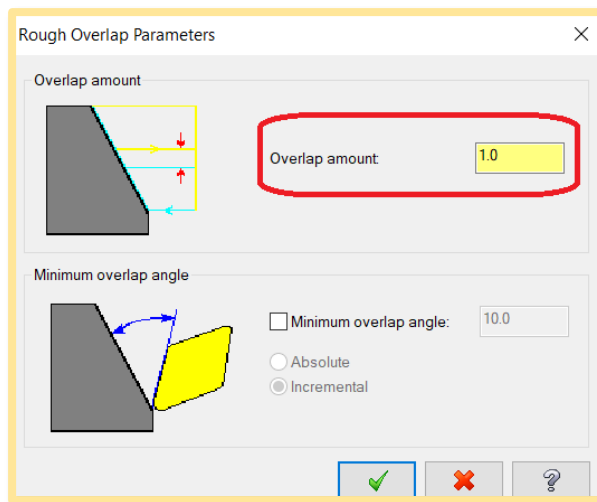 Rough Overlap Parameters
Overlap amount
Overlap amount:
1.0
Minimum overlap angle
Minimum overlap angle:
10.0
Absolute
Incremental